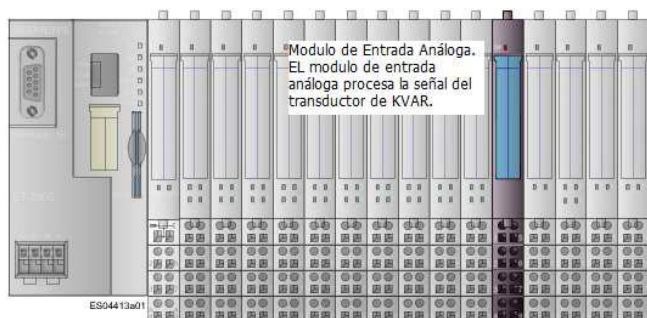 Modulo de Entrada Análoga.
EL modulo de entrada
análoga procesa la señal del
transductor de KVAR.
ES04413a01